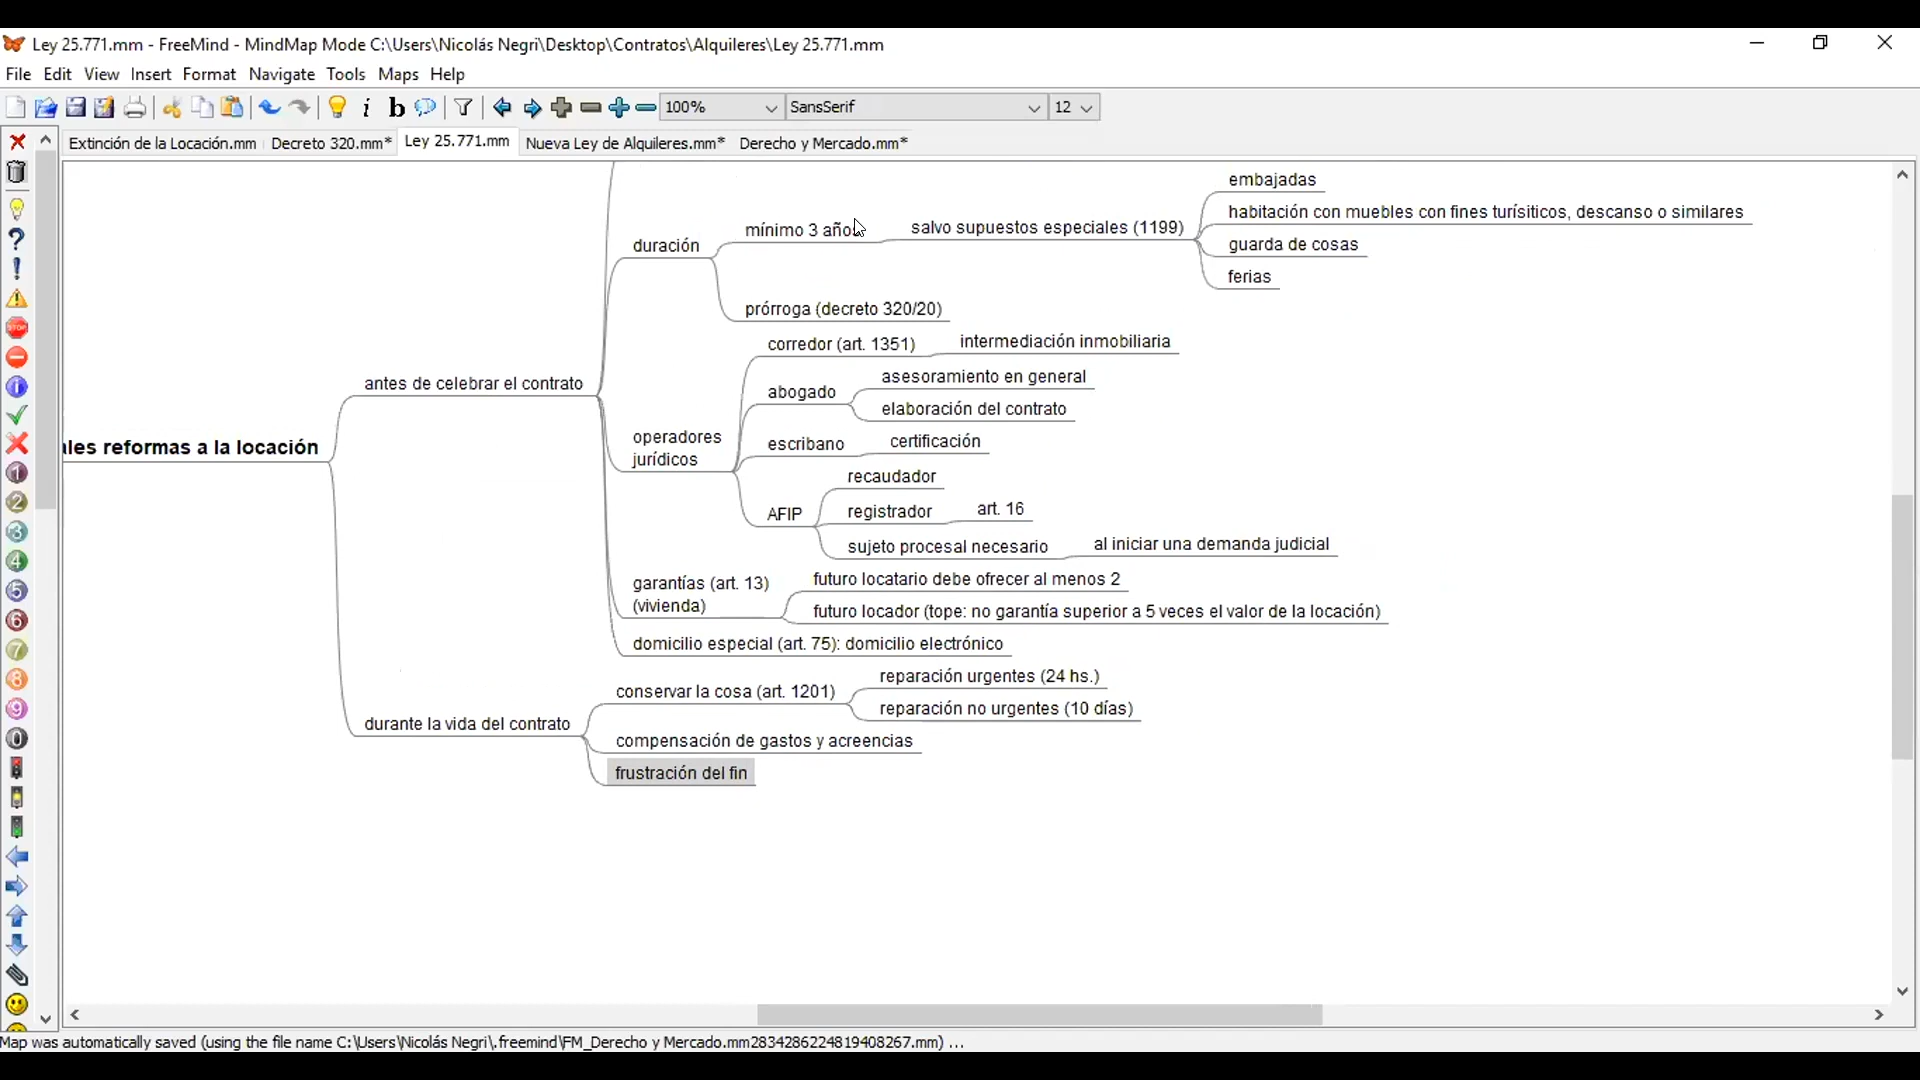 Ley 25.771.mm - FreeMind - MindMap Mode C:\Users\Nicolás Negri\Desktop\Contratos\Alquileres\Ley 25.771.mm
File Edit View Insert Format Navigate Tools Maps Help
100% SansSerif 12
Extinción de la Locación.mm Decreto 320.mm* Ley 25.771.mm Nueva Ley de Alquileres.mm* Derecho y Mercado.mm*
ales reformas a la locación
antes de celebrar el contrato
duración
mínimo 3 años
salvo supuestos especiales (1199)
embajadas
habitación con muebles con fines turísiticos, descanso o similares
guarda de cosas
ferias
prórroga (decreto 320/20)
operadores
jurídicos
corredor (art. 1351)
intermediación inmobiliaria
abogado
asesoramiento en general
elaboración del contrato
escribano
certificación
AFIP
recaudador
registrador
art. 16
sujeto procesal necesario
al iniciar una demanda judicial
garantías (art. 13)
(vivienda)
futuro locatario debe ofrecer al menos 2
futuro locador (tope: no garantía superior a 5 veces el valor de la locación)
domicilio especial (art. 75): domicilio electrónico
durante la vida del contrato
conservar la cosa (art. 1201)
reparación urgentes (24 hs.)
reparación no urgentes (10 días)
compensación de gastos y acreencias
frustración del fin
Map was automatically saved (using the file name C:\Users\Nicolás Negri\.freemind\FM_Derecho y Mercado.mm2834286224819408267.mm) ...